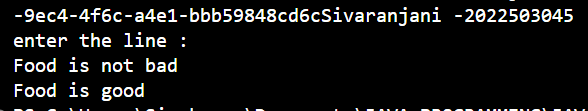 -9ec4-4f6c-a4e1-bbb59848cd6cSivaranjani -2022503045
enter the line :
Food is not bad
Food is good